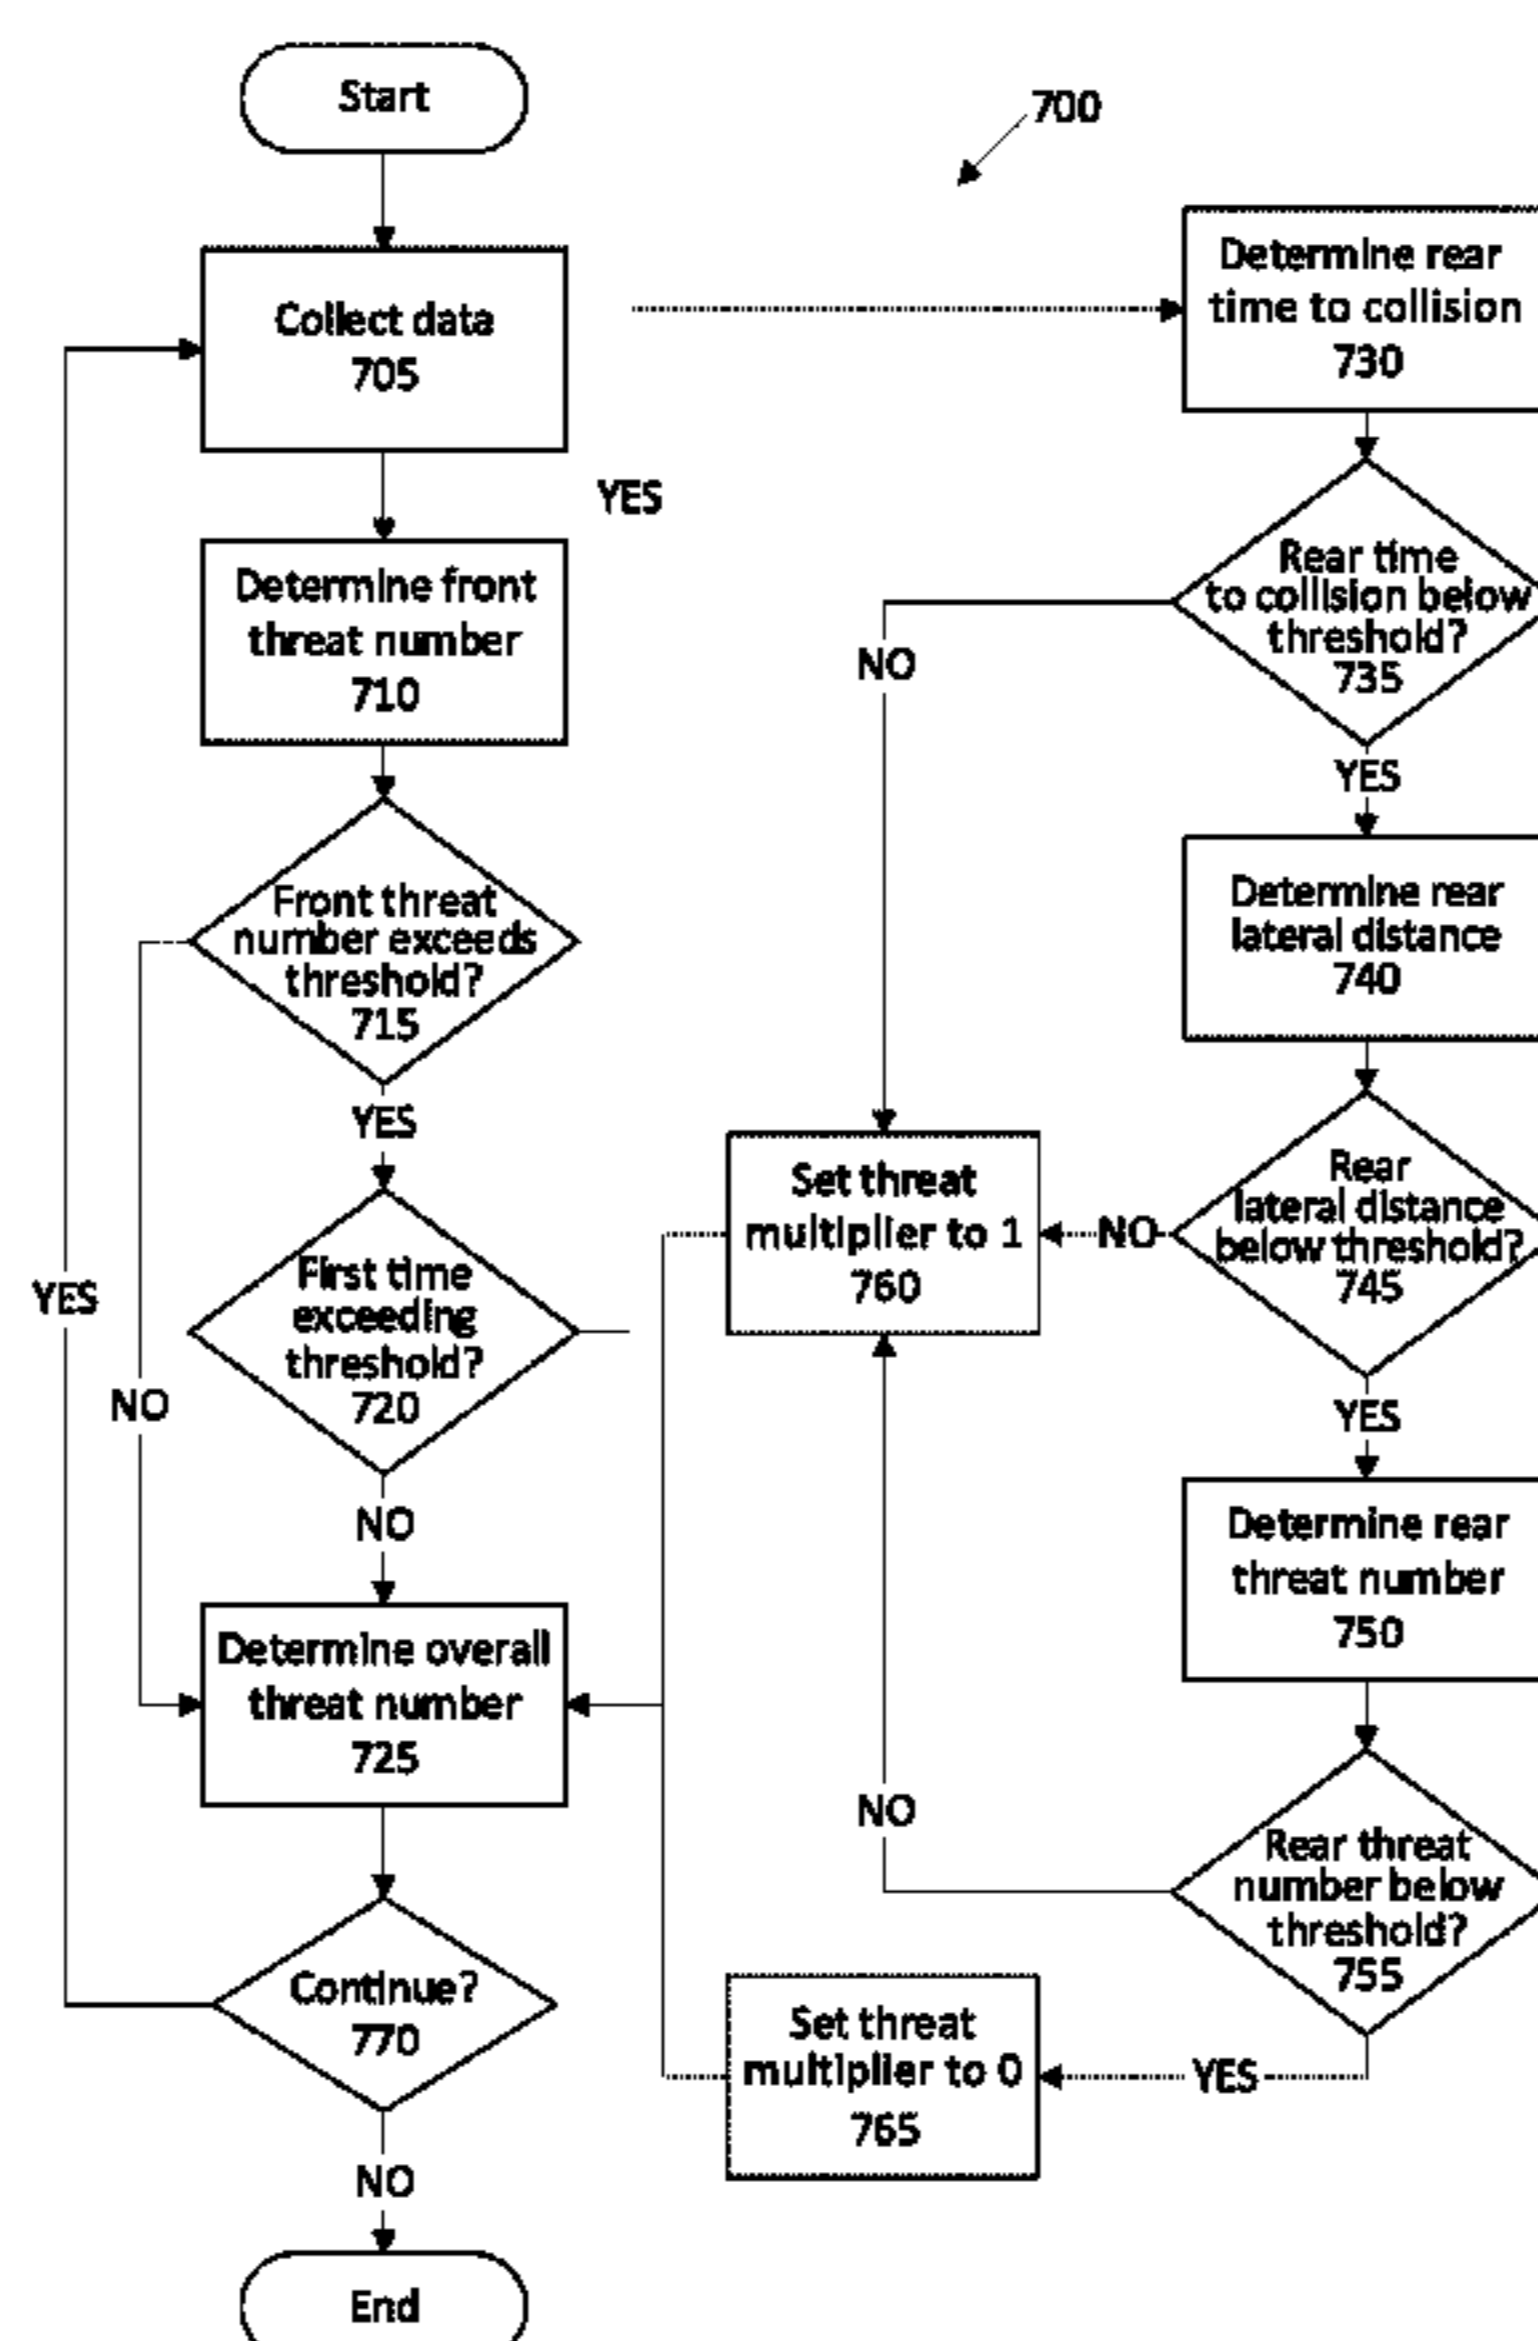 Start
700
Collect data
705
YES
Determine front
threat number
710
Front threat
number exceeds
threshold?
715
YES
First time
exceeding
threshold?
720
NO
NO
YES
Determine overall
threat number
725
Continue?
770
NO
End
Determine rear
time to collision
730
Rear time
to collision below
threshold?
735
NO
YES
Determine rear
lateral distance
740
Rear
lateral distance
below threshold?
745
NO
Set threat
multiplier to 1
760
YES
Determine rear
threat number
750
Rear threat
number below
threshold?
755
NO
YES
Set threat
multiplier to 0
765